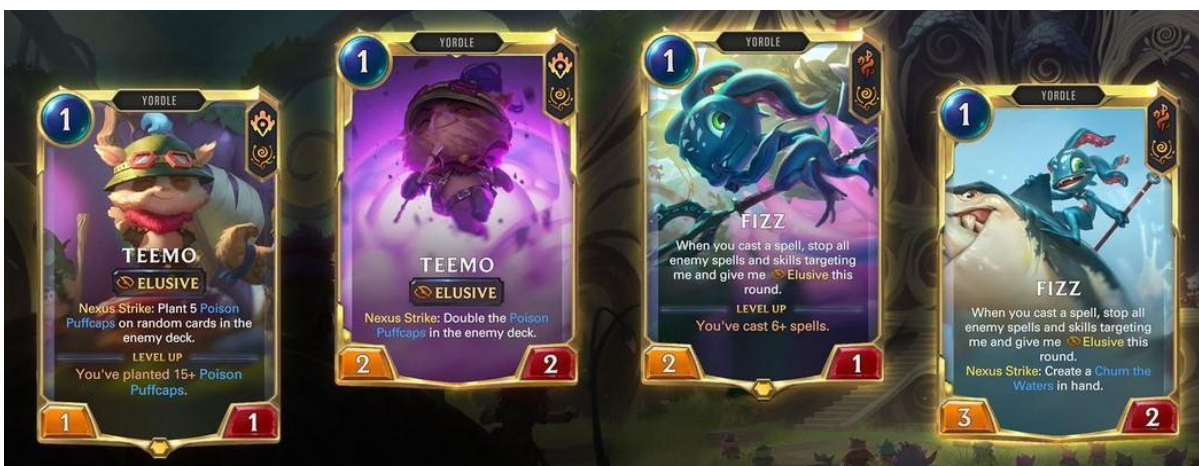 1
YORDLE
TEEMO
ELUSIVE
Nexus Strike: Plant 5 Poison
Puffcaps on random cards in the
enemy deck.
LEVEL UP
You've planted 15+ Poison
Puffcaps.
1
1
1
YORDLE
TEEMO
ELUSIVE
Nexus Strike: Double the Poison
Puffcaps in the enemy deck.
2
2
1
YORDLE
FIZZ
When you cast a spell, stop all
enemy spells and skills targeting
me and give me Elusive this
round.
LEVEL UP
You've cast 6+ spells.
2
1
1
YORDLE
FIZZ
When you cast a spell, stop all
enemy spells and skills targeting
me and give me Elusive this
round.
Nexus Strike: Create a Chum the
Waters in hand.
3
2